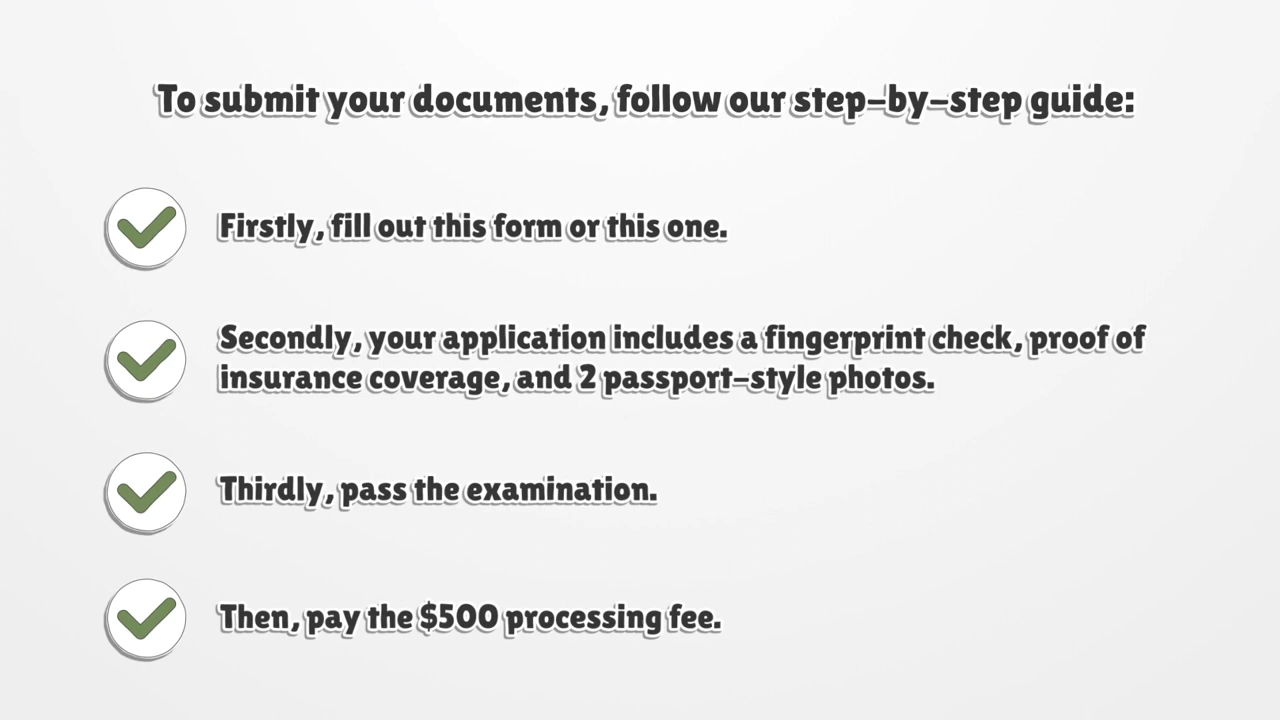 To submit your documents, follow our step-by-step guide:
Firstly, fill out this form or this one.
Secondly, your application includes a fingerprint check, proof of
insurance coverage, and 2 passport-style photos.
Thirdly, pass the examination.
Then, pay the $500 processing fee.